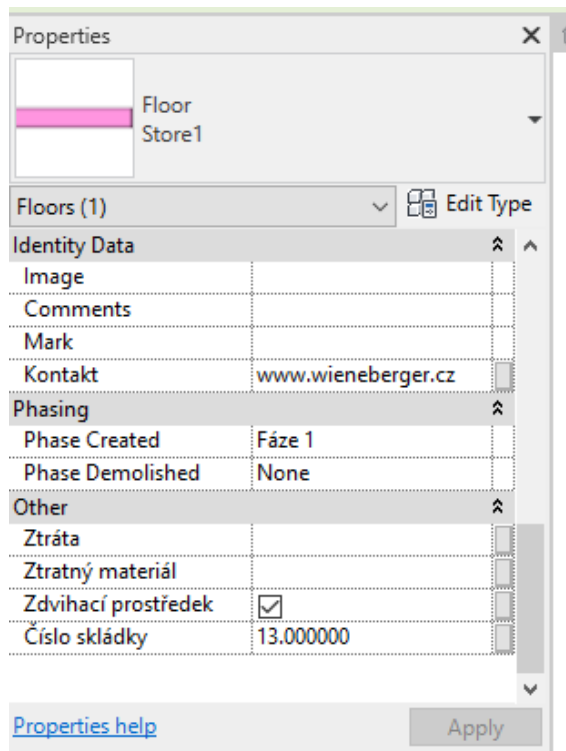 Properties
Floor
Store1
Floors (1)
Edit Type
Identity Data
Image
Comments
Mark
Kontakt www.wieneberger.cz
Phasing
Phase Created Fáze 1
Phase Demolished None
Other
Ztráta
Ztratný materiál
Zdvihací prostředek
Číslo skládky 13.000000
Properties help
Apply